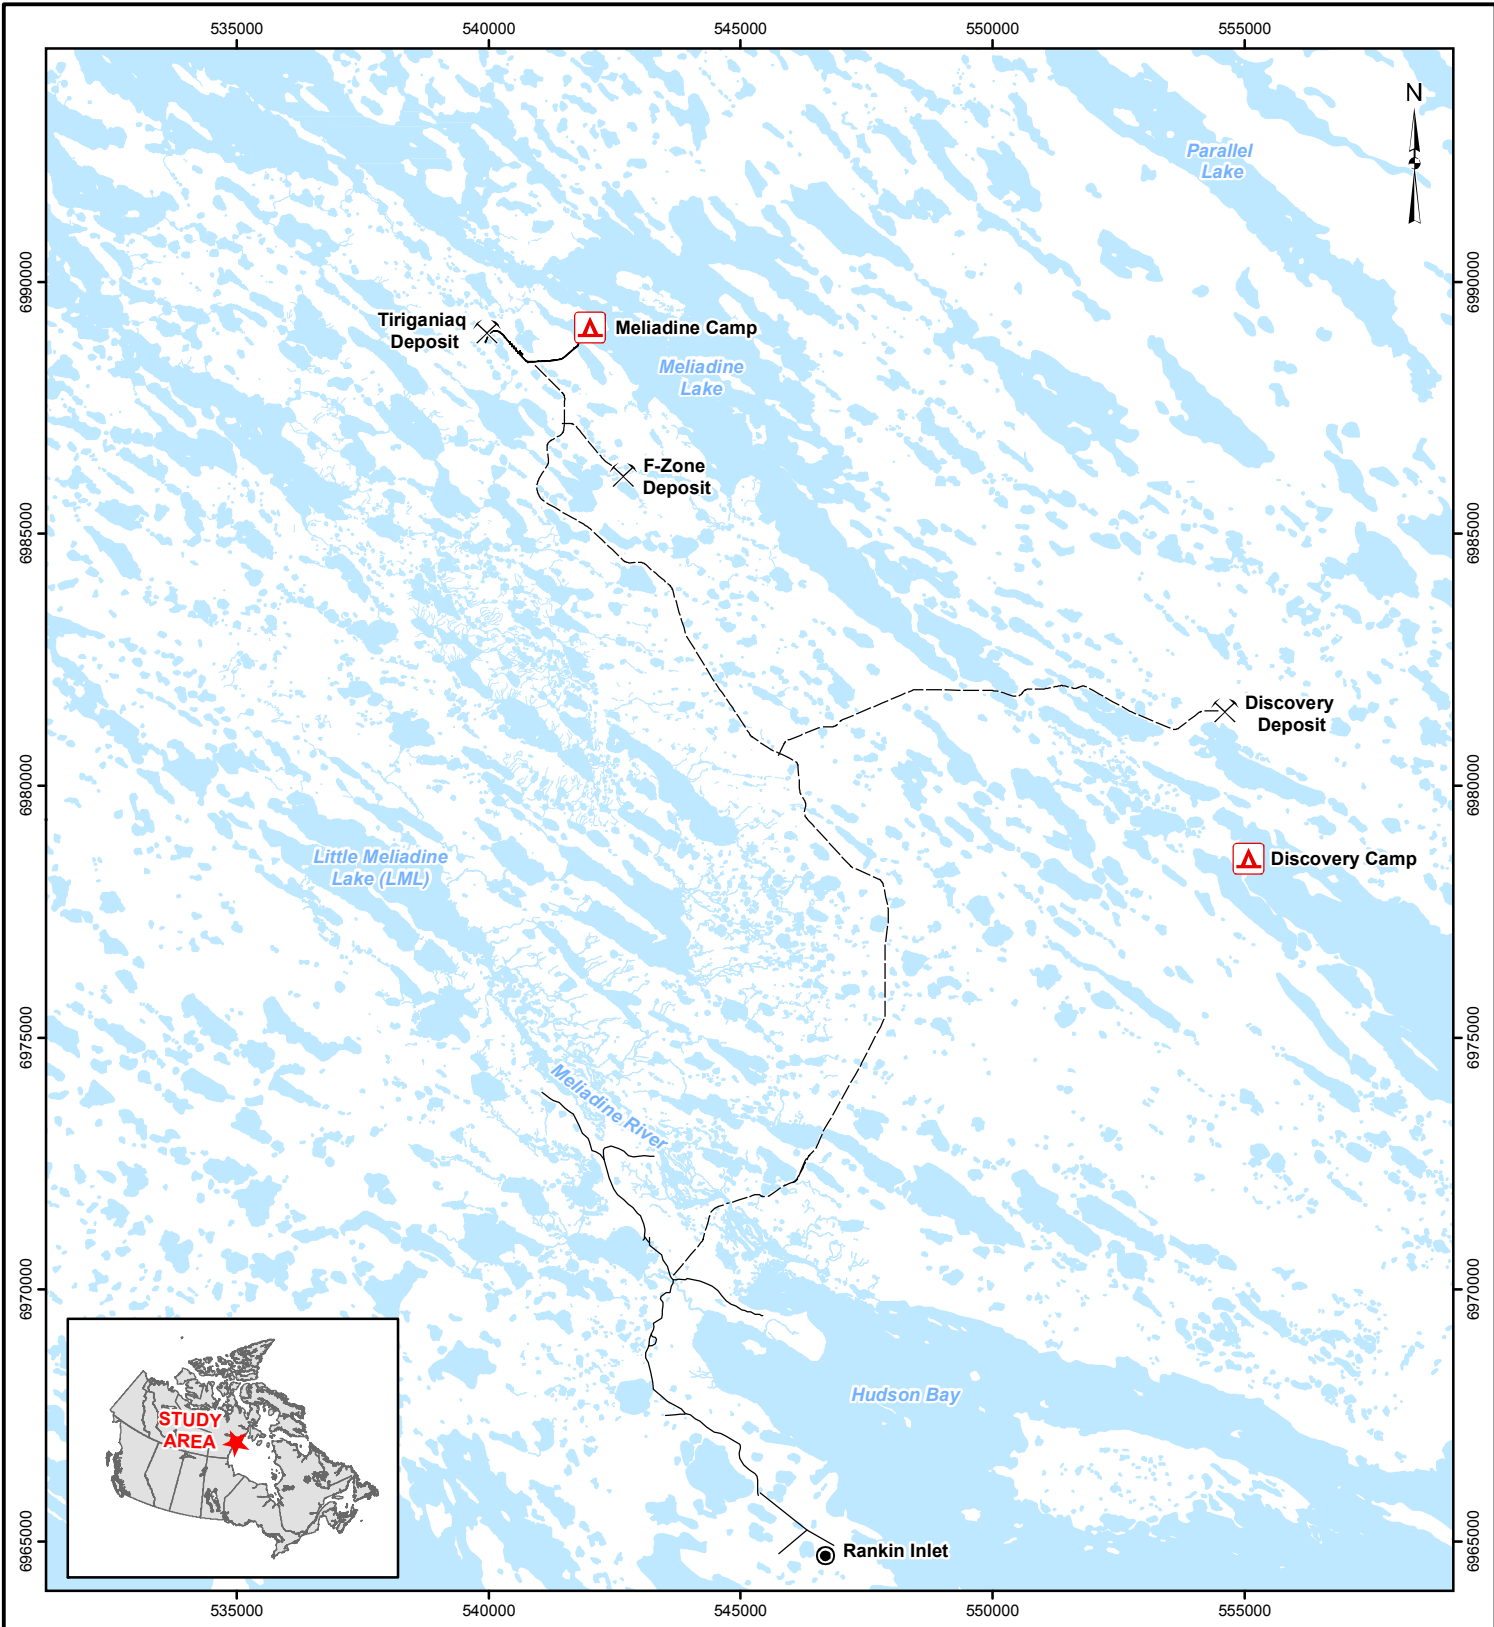 535000
540000
545000
550000
555000
N
Parallel
Lake
6990000
6990000
Tiriganiaq
Deposit
Meliadine Camp
Meliadine
Lake
F-Zone
Deposit
6985000
6985000
Discovery
Deposit
6980000
6980000
Little Meliadine
Lake (LML)
Discovery Camp
6975000
6975000
Meliadine River
6970000
6970000
Hudson Bay
STUDY
AREA
6965000
6965000
Rankin Inlet
535000
540000
545000
550000
555000